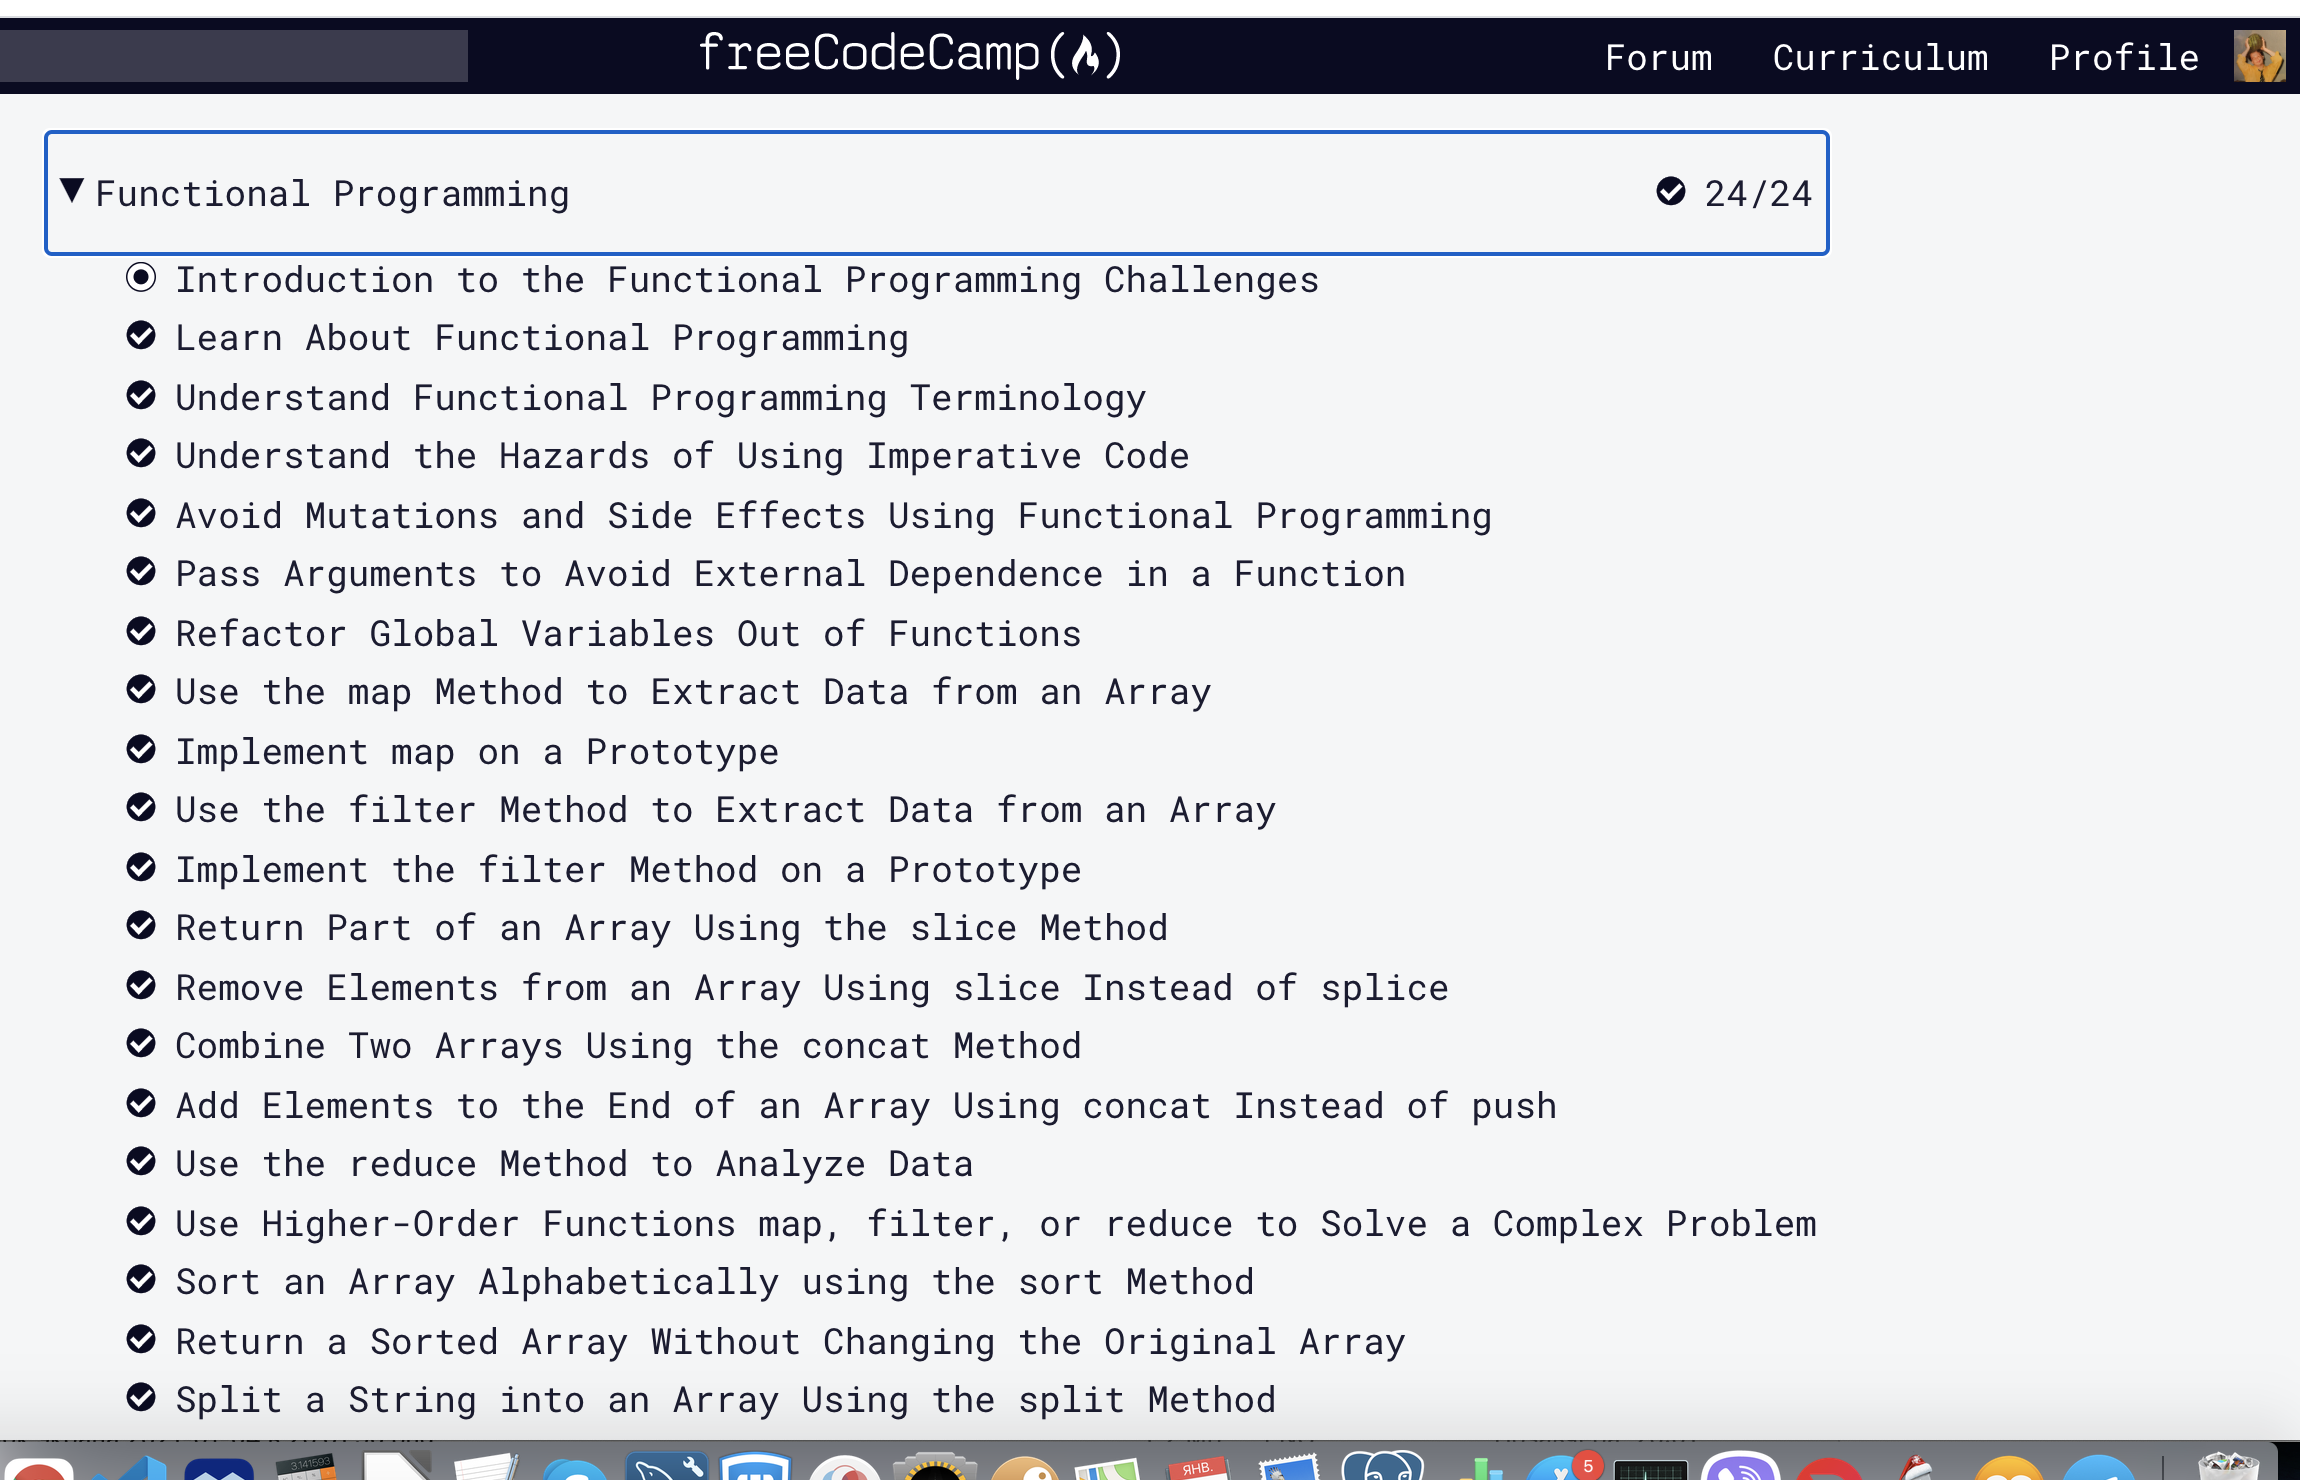 freeCodeCamp
Forum Curriculum Profile
Functional Programming 24/24
Introduction to the Functional Programming Challenges
Learn About Functional Programming
Understand Functional Programming Terminology
Understand the Hazards of Using Imperative Code
Avoid Mutations and Side Effects Using Functional Programming
Pass Arguments to Avoid External Dependence in a Function
Refactor Global Variables Out of Functions
Use the map Method to Extract Data from an Array
Implement map on a Prototype
Use the filter Method to Extract Data from an Array
Implement the filter Method on a Prototype
Return Part of an Array Using the slice Method
Remove Elements from an Array Using slice Instead of splice
Combine Two Arrays Using the concat Method
Add Elements to the End of an Array Using concat Instead of push
Use the reduce Method to Analyze Data
Use Higher-Order Functions map, filter, or reduce to Solve a Complex Problem
Sort an Array Alphabetically using the sort Method
Return a Sorted Array Without Changing the Original Array
Split a String into an Array Using the split Method
3.141593
ЯНВ.
5